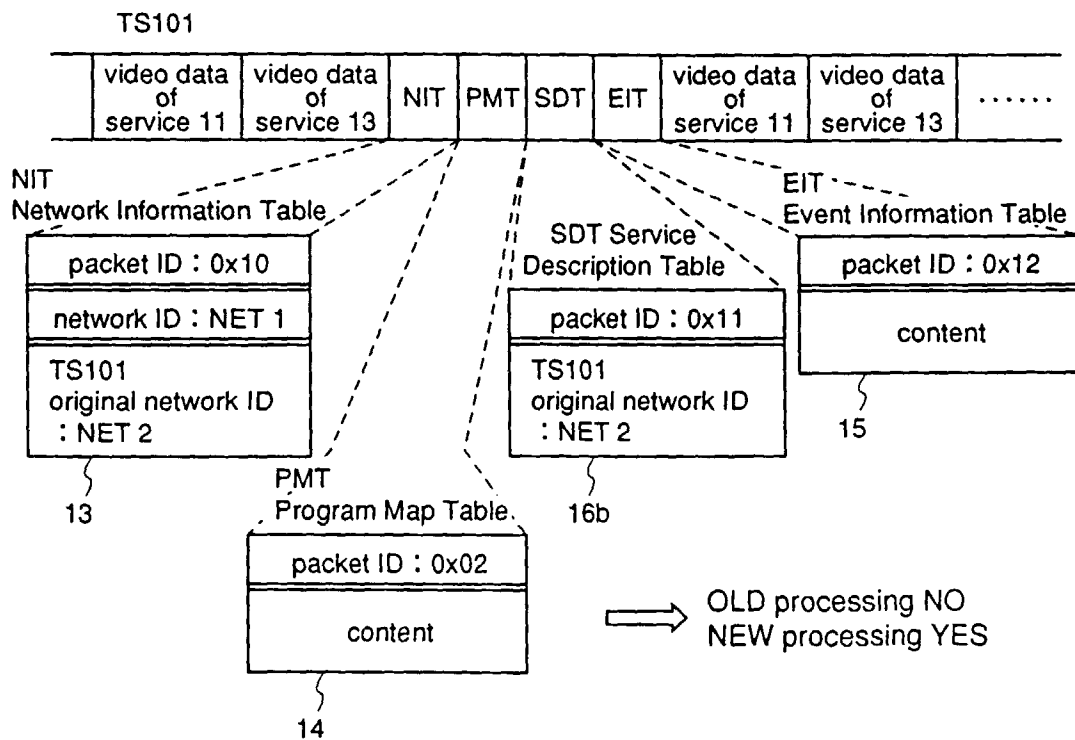 TS101
video data
of
service 11
video data
of
service 13
NIT
PMT
SDT
EIT
video data
of
service 11
video data
of
service 13
......
NIT
Network Information Table
packet ID : 0x10
network ID : NET 1
TS101
original network ID
: NET 2
13
PMT
Program Map Table
packet ID : 0x02
content
14
SDT Service
Description Table
packet ID : 0x11
TS101
original network ID
: NET 2
16b
EIT
Event Information Table
packet ID : 0x12
content
15
OLD processing NO
NEW processing YES